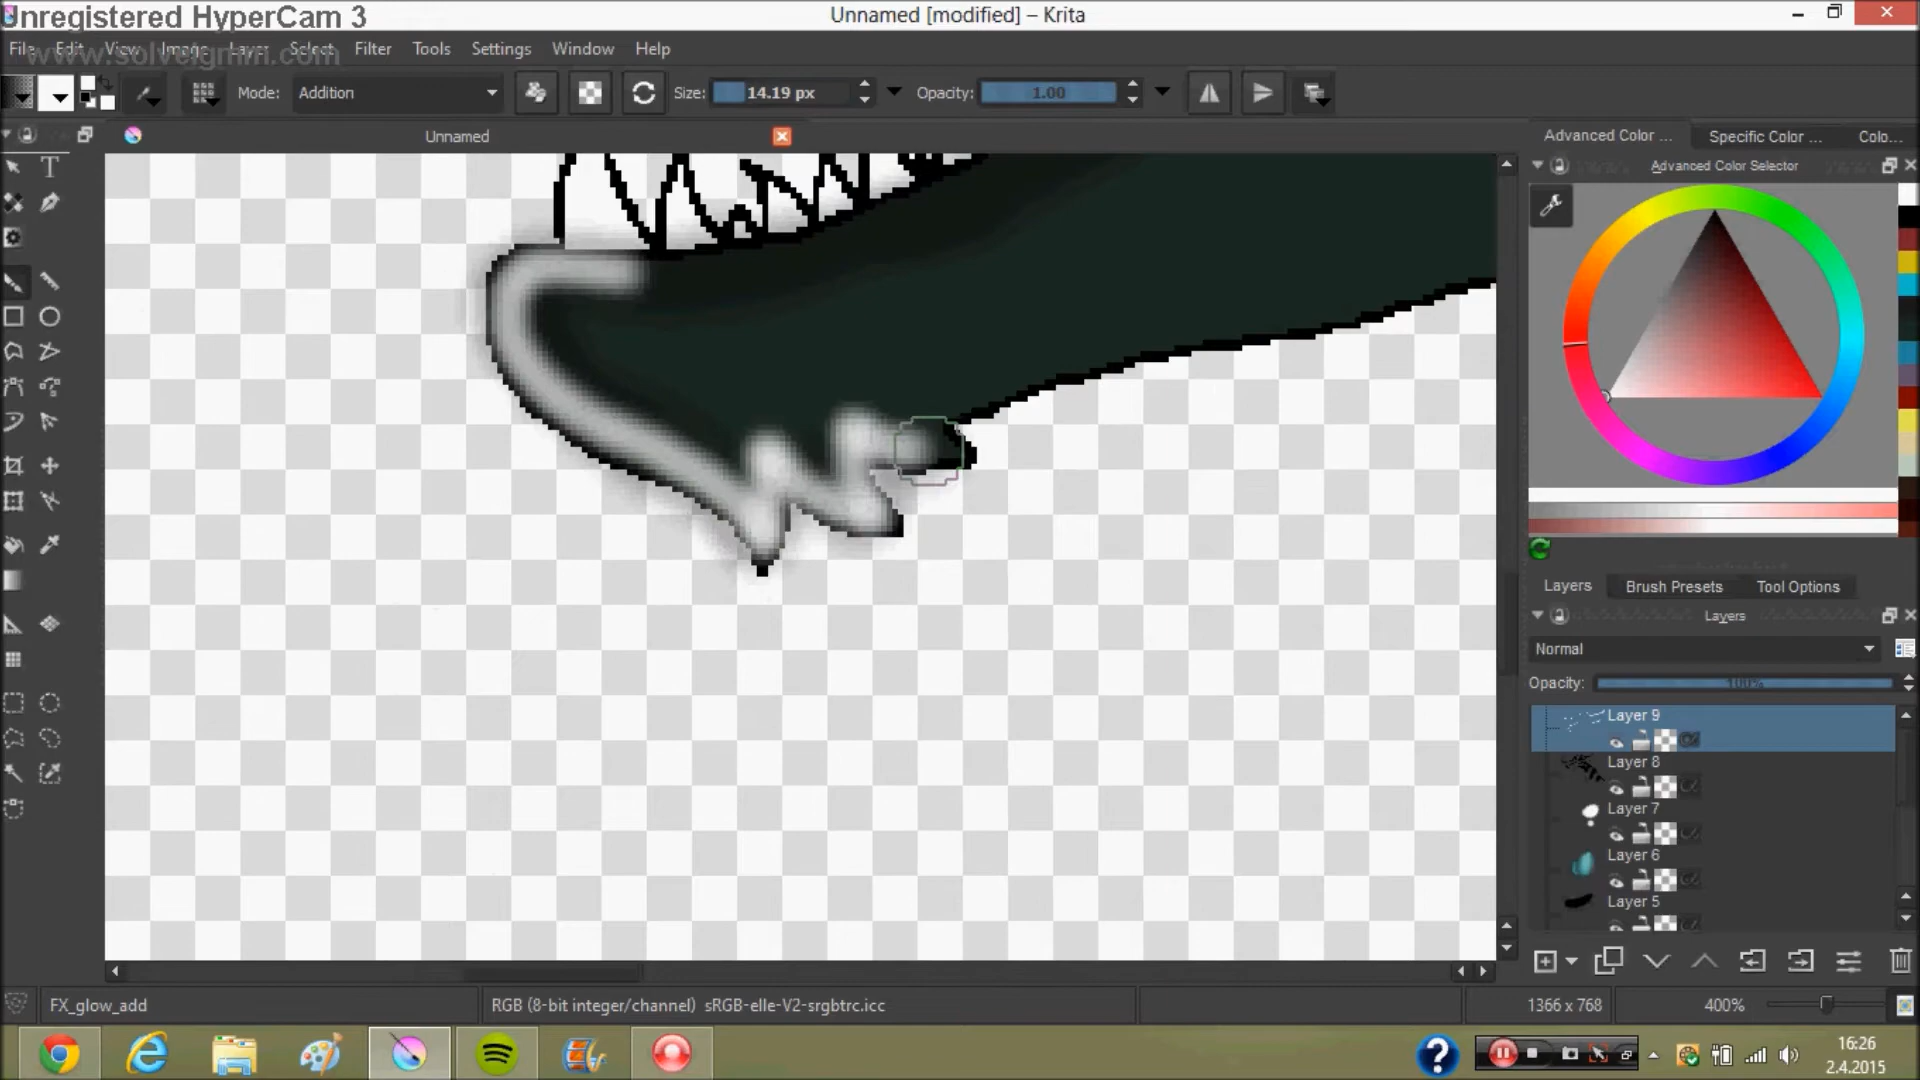 Unregistered HyperCam 3
Unnamed [modified] – Krita
File Edit View Image Layer Select Filter Tools Settings Window Help
www.solveigmm.com
Mode: Addition Size: 14.19 px Opacity: 1.00
Unnamed
Advanced Color ... Specific Color ... Colo...
Advanced Color Selector
Layers Brush Presets Tool Options
Layers
Normal
Opacity: 100%
Layer 9
Layer 8
Layer 7
Layer 6
Layer 5
FX_glow_add
RGB (8-bit integer/channel) sRGB-elle-V2-srgbtrc.icc
1366 x 768
400%
16:26
2.4.2015